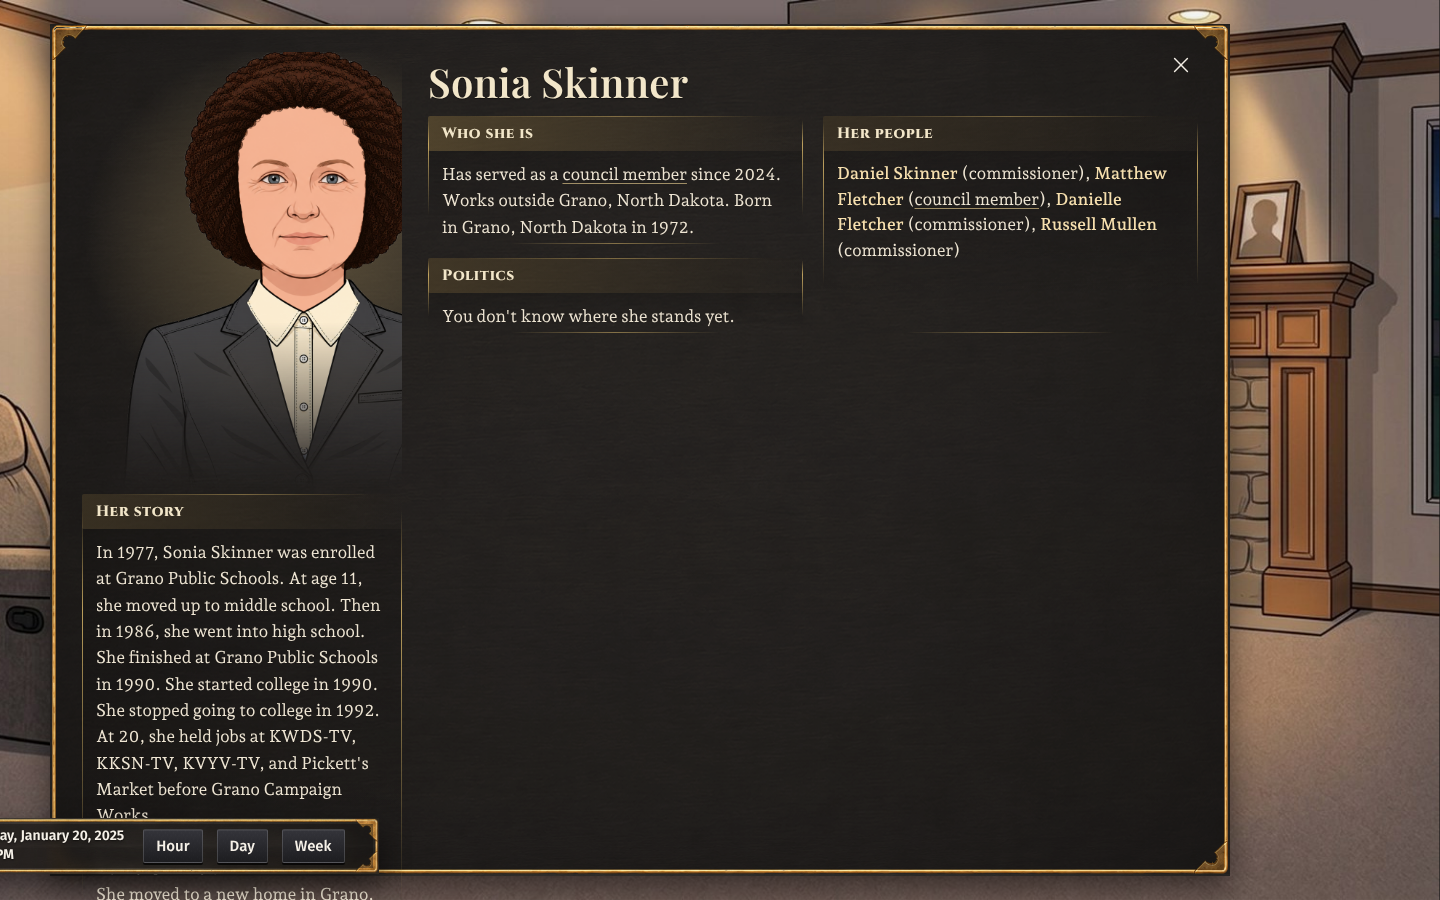 Sonia Skinner
Who she is
Has served as a council member since 2024.
Works outside Grano, North Dakota. Born
in Grano, North Dakota in 1972.
Politics
You don't know where she stands yet.
Her people
Daniel Skinner (commissioner), Matthew
Fletcher (council member), Danielle
Fletcher (commissioner), Russell Mullen
(commissioner)
Her story
In 1977, Sonia Skinner was enrolled
at Grano Public Schools. At age 11,
she moved up to middle school. Then
in 1986, she went into high school.
She finished at Grano Public Schools
in 1990. She started college in 1990.
She stopped going to college in 1992.
At 20, she held jobs at KWDS-TV,
KKSN-TV, KVYV-TV, and Pickett's
Market before Grano Campaign
Works.
ay, January 20, 2025
PM
Hour
Day
Week
She moved to a new home in Grano.